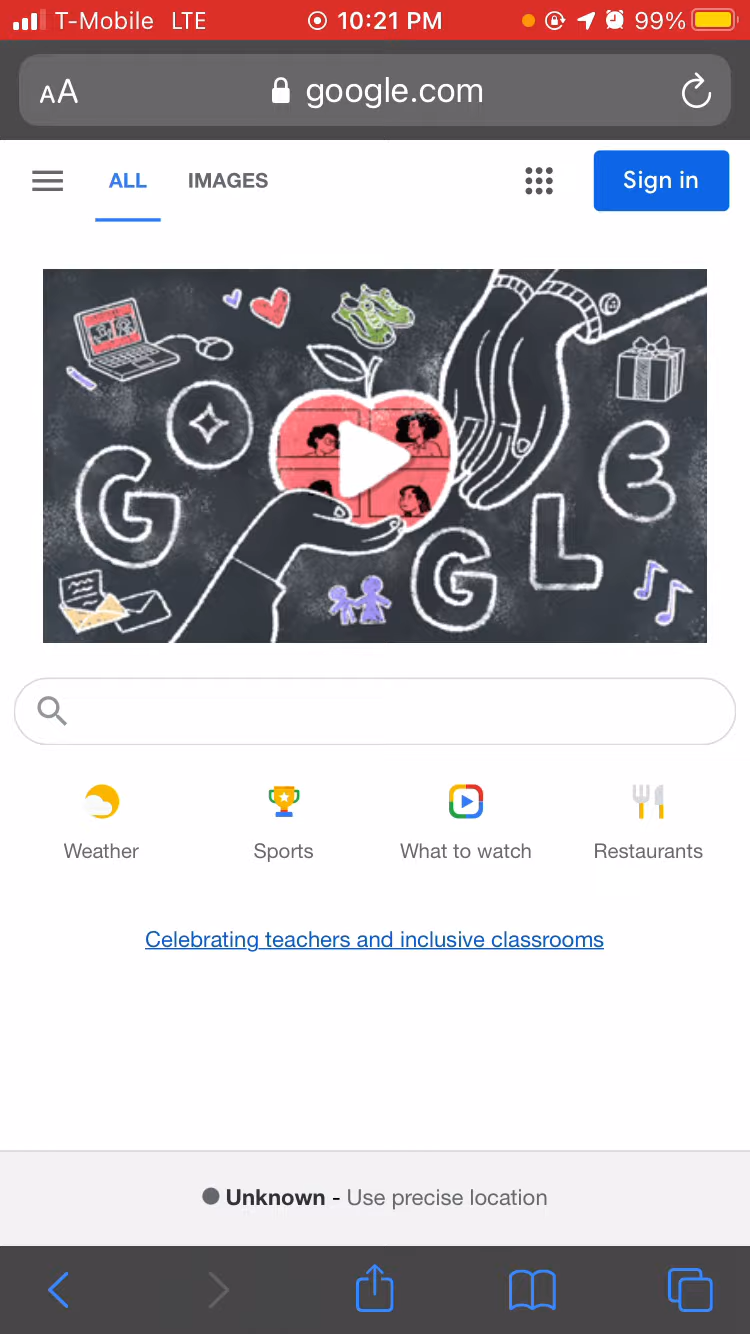 T-Mobile LTE 10:21 PM 99%
AA google.com
ALL IMAGES Sign in
GOOGLE
Weather Sports What to watch Restaurants
Celebrating teachers and inclusive classrooms
Unknown - Use precise location